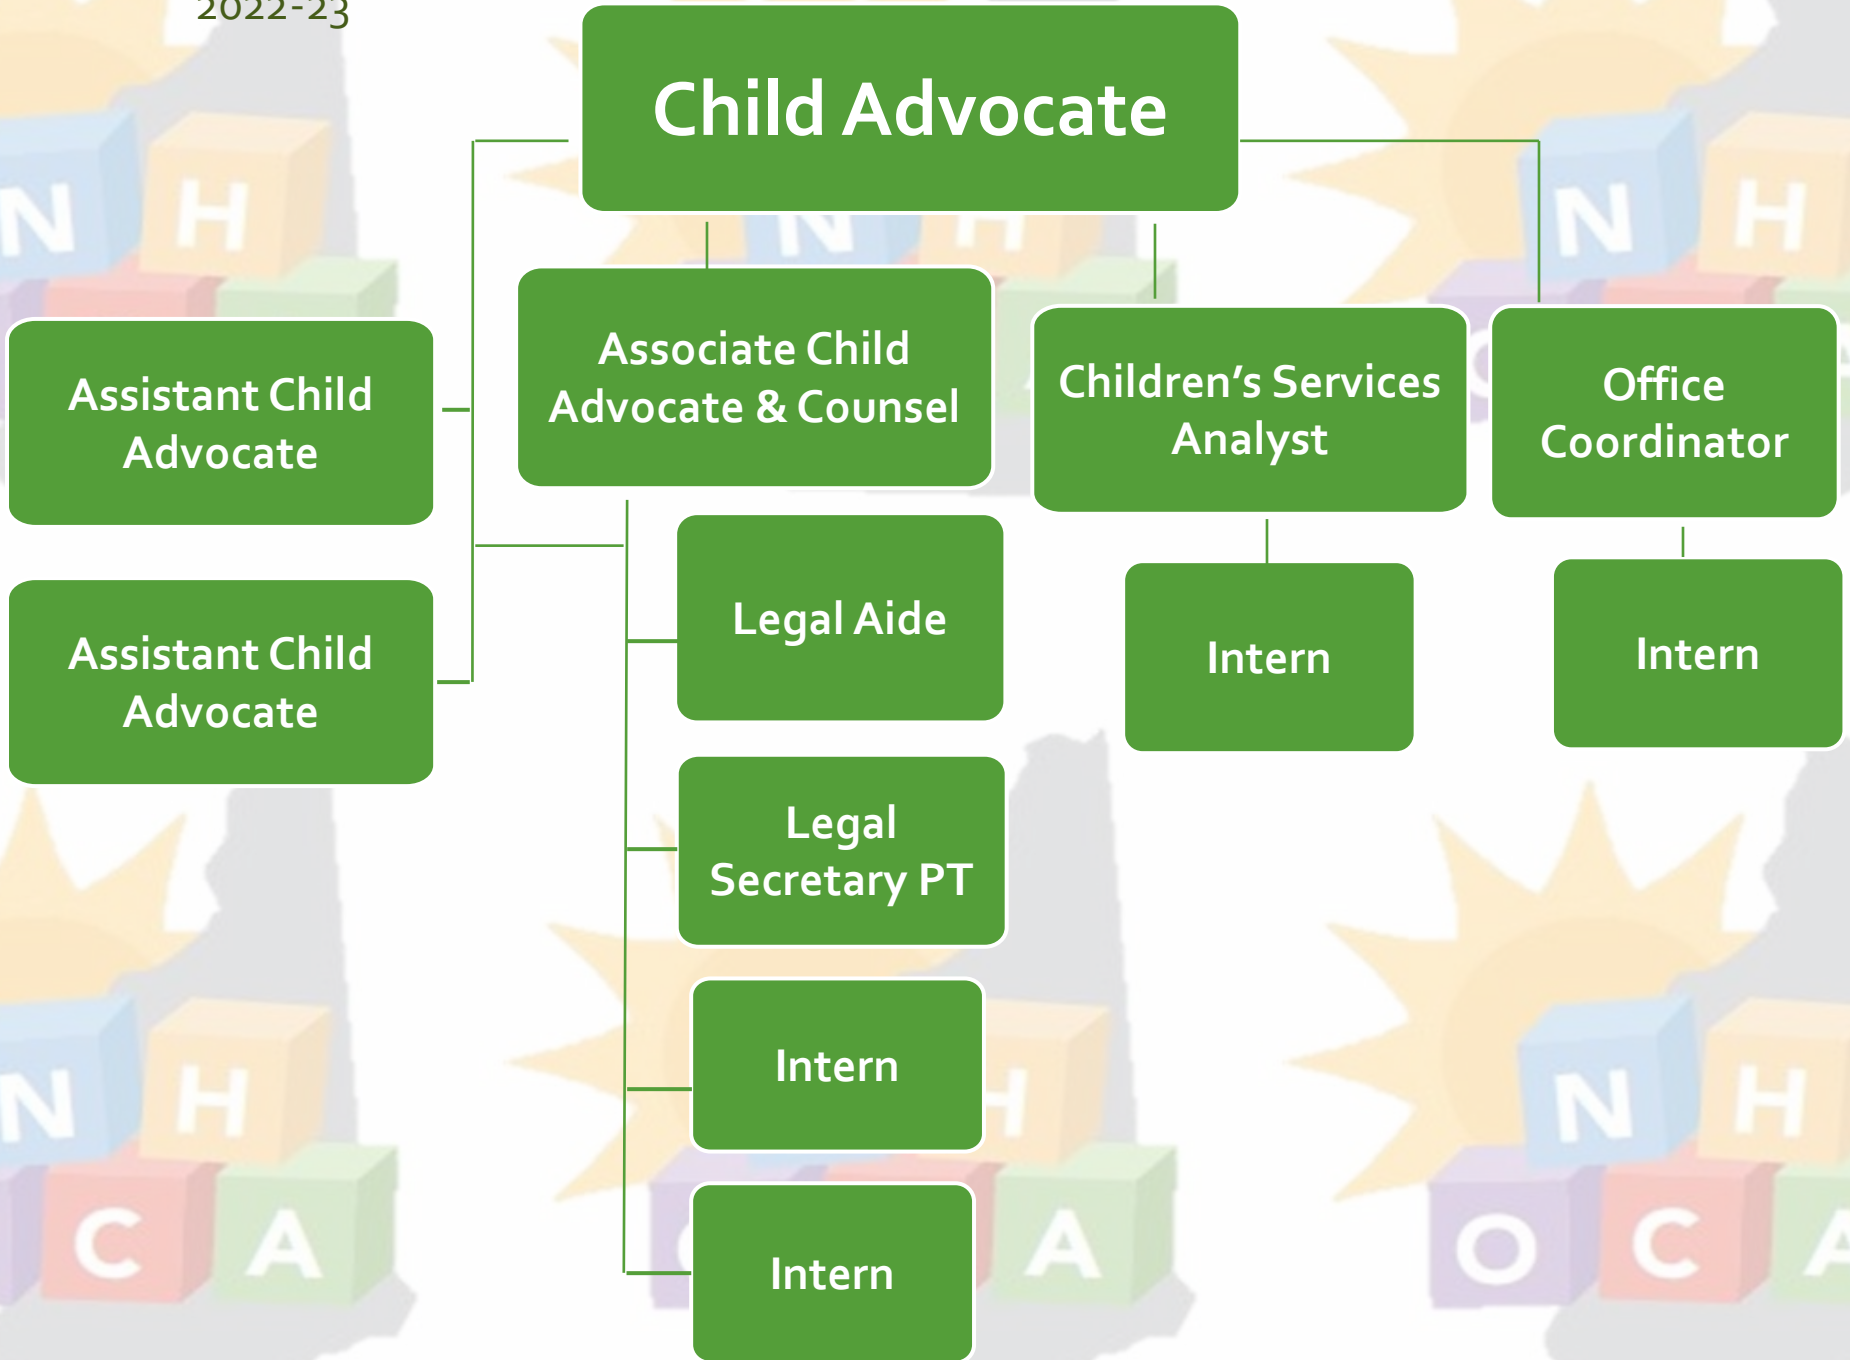 2022-23
Child Advocate
Associate Child
Advocate & Counsel
Assistant Child
Advocate
Children’s Services
Analyst
Office
Coordinator
Legal Aide
Intern
Intern
Assistant Child
Advocate
Legal
Secretary PT
Intern
Intern
N H
N H
N H
N H
C A
A
N H
H
O C A
A